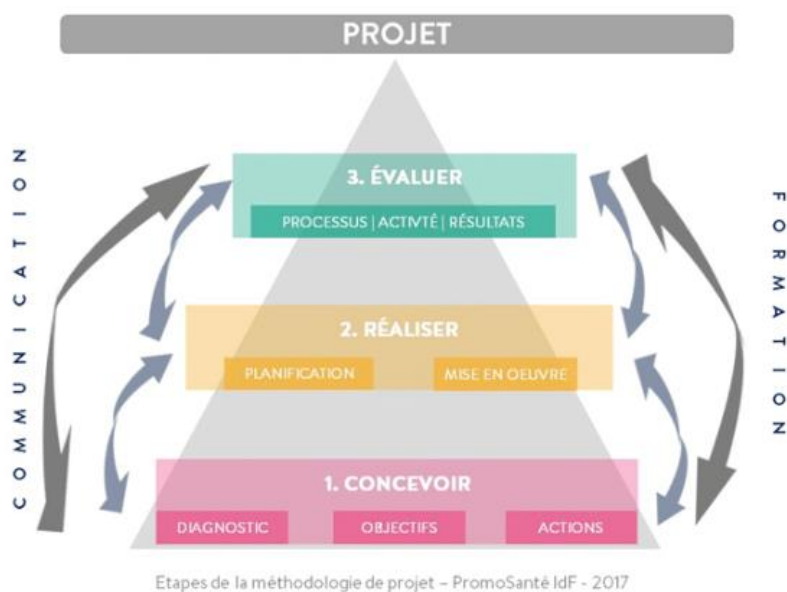 PROJET
COMMUNICATION
FORMATION
3. ÉVALUER
PROCESSUS | ACTIVTÉ | RÉSULTATS
2. RÉALISER
PLANIFICATION
MISE EN OEUVRE
1. CONCEVOIR
DIAGNOSTIC
OBJECTIFS
ACTIONS
Etapes de la méthodologie de projet – PromoSanté IdF - 2017